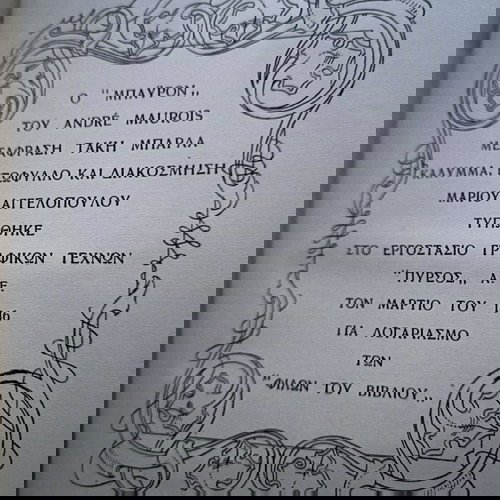 Ο "ΜΠΑΥΡΟΝ,,
ΤΟΥ ANDRÉ MAUROIS
ΜΕΤΑΦΡΑΣΗ ΤΑΚΗ ΜΠΑΡΛΑ
ΚΑΛΥΜΜΑ, ΕΞΩΦΥΛΛΟ ΚΑΙ ΔΙΑΚΟΣΜΗΣΗ
ΜΑΡΙΟΥ ΑΓΓΕΛΟΠΟΥΛΟΥ
ΤΥΠΩΘΗΚΕ
ΣΤΟ ΕΡΓΟΣΤΑΣΙΟ ΓΡΑΦΙΚΩΝ ΤΕΧΝΩΝ
"ΠΥΡΣΟΣ,, Α. Ε.
ΤΟΝ ΜΑΡΤΙΟ ΤΟΥ
ΓΙΑ ΛΟΓΑΡΙΑΣΜΟ
ΤΩΝ
"ΦΙΛΩΝ ΤΟΥ ΒΙΒΛΙΟΥ,,